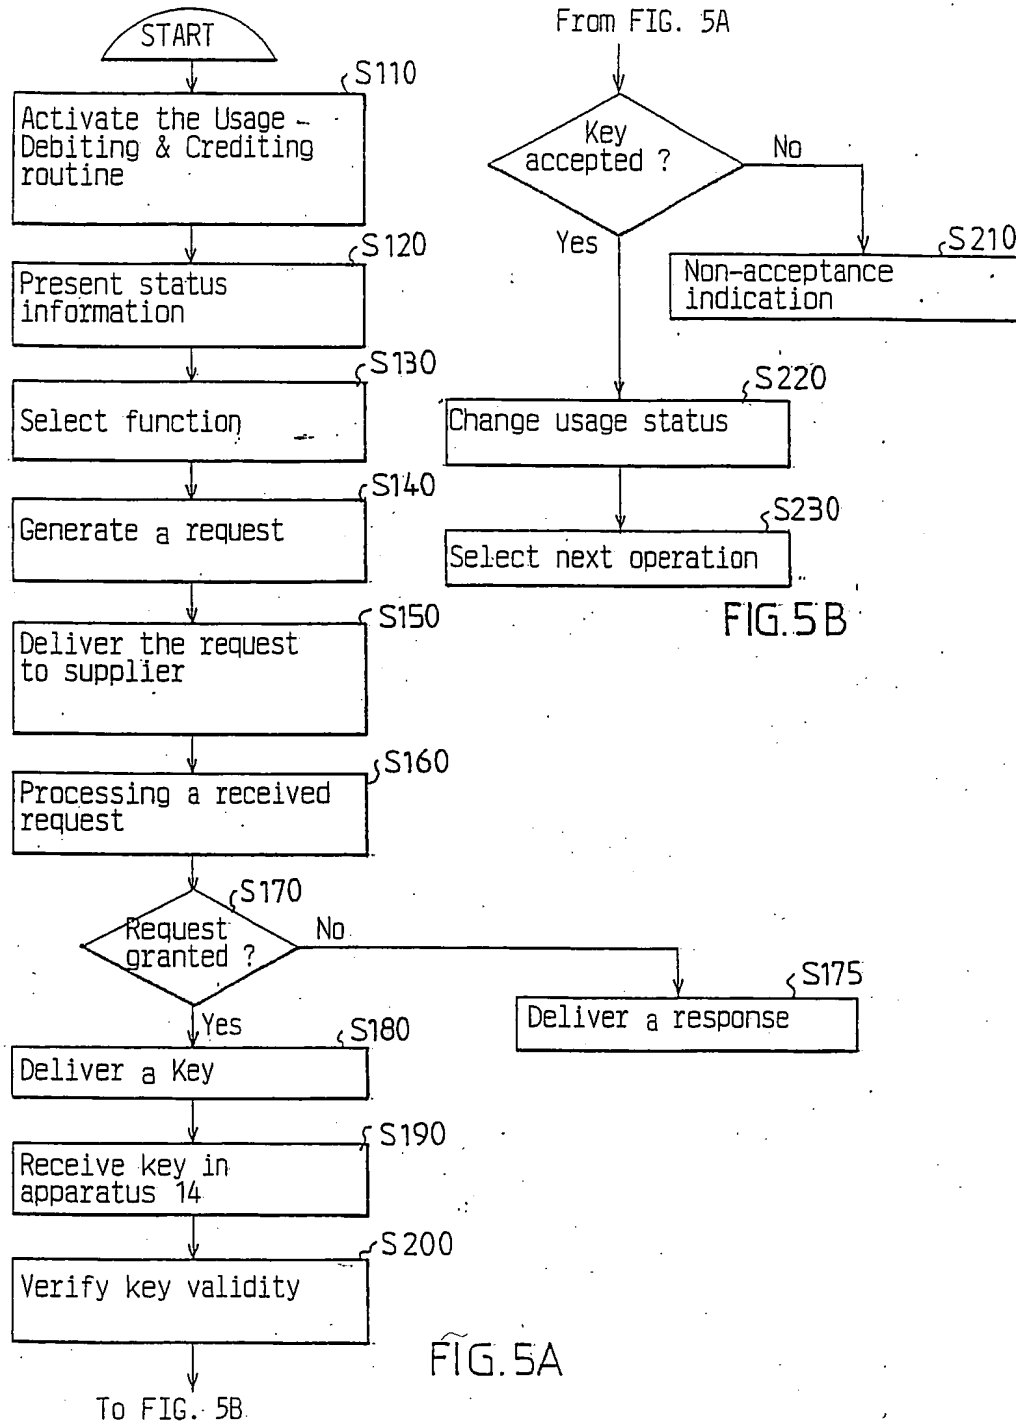 START
S110
Activate the Usage -
Debiting & Crediting
routine
S120
Present status
information
S130
Select function
S140
Generate a request
S150
Deliver the request
to supplier
S160
Processing a received
request
S170
Request
granted ?
No
Yes
S175
Deliver a response
S180
Deliver a Key
S190
Receive key in
apparatus 14
S200
Verify key validity
To FIG. 5B
FIG. 5A
From FIG. 5A
Key
accepted ?
No
Yes
S210
Non-acceptance
indication
S220
Change usage status
S230
Select next operation
FIG. 5B